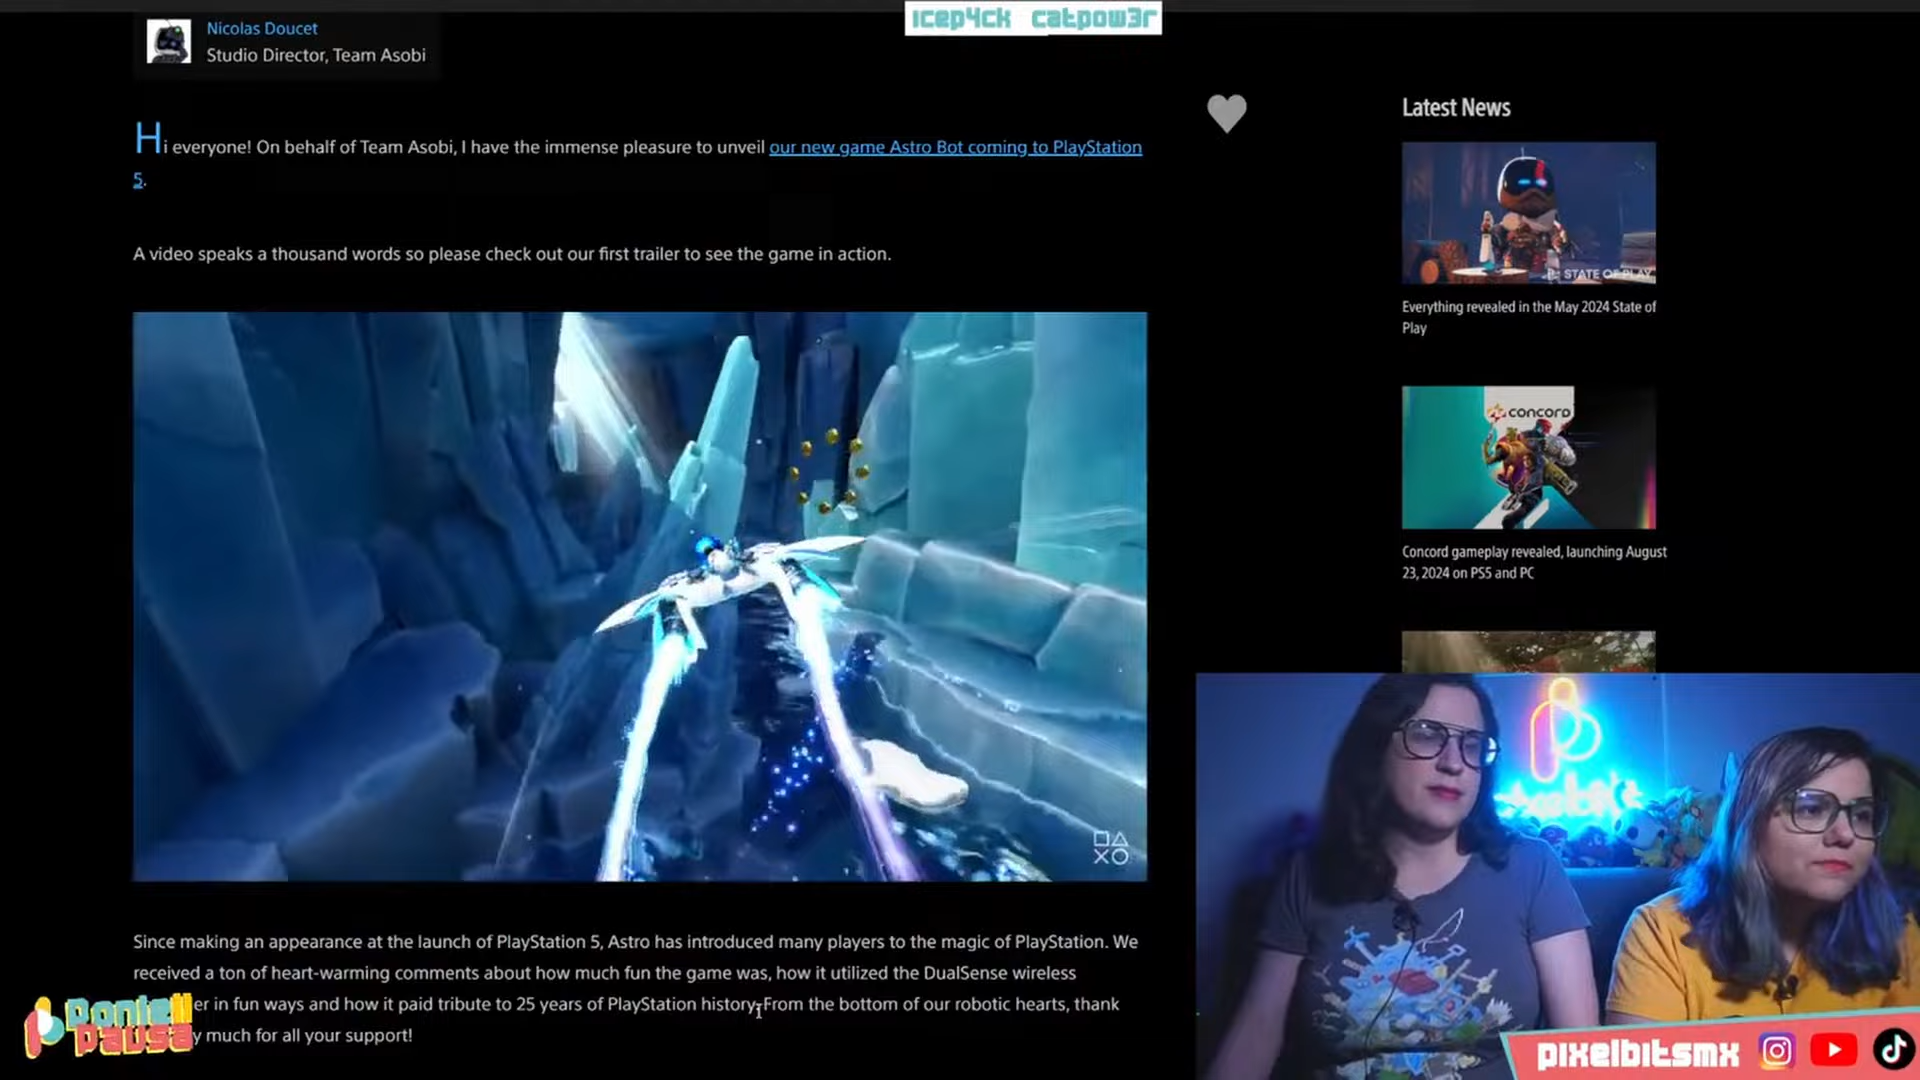 icep4ck catpow3r
Nicolas Doucet
Studio Director, Team Asobi
Hi everyone! On behalf of Team Asobi, I have the immense pleasure to unveil our new game Astro Bot coming to PlayStation
5.
A video speaks a thousand words so please check out our first trailer to see the game in action.
Since making an appearance at the launch of PlayStation 5, Astro has introduced many players to the magic of PlayStation. We
received a ton of heart-warming comments about how much fun the game was, how it utilized the DualSense wireless
er in fun ways and how it paid tribute to 25 years of PlayStation history. From the bottom of our robotic hearts, thank
y much for all your support!
Latest News
STATE OF PLAY
Everything revealed in the May 2024 State of
Play
CONCORD
Concord gameplay revealed, launching August
23, 2024 on PS5 and PC
Ponle
Pausa
pixelbitsmx